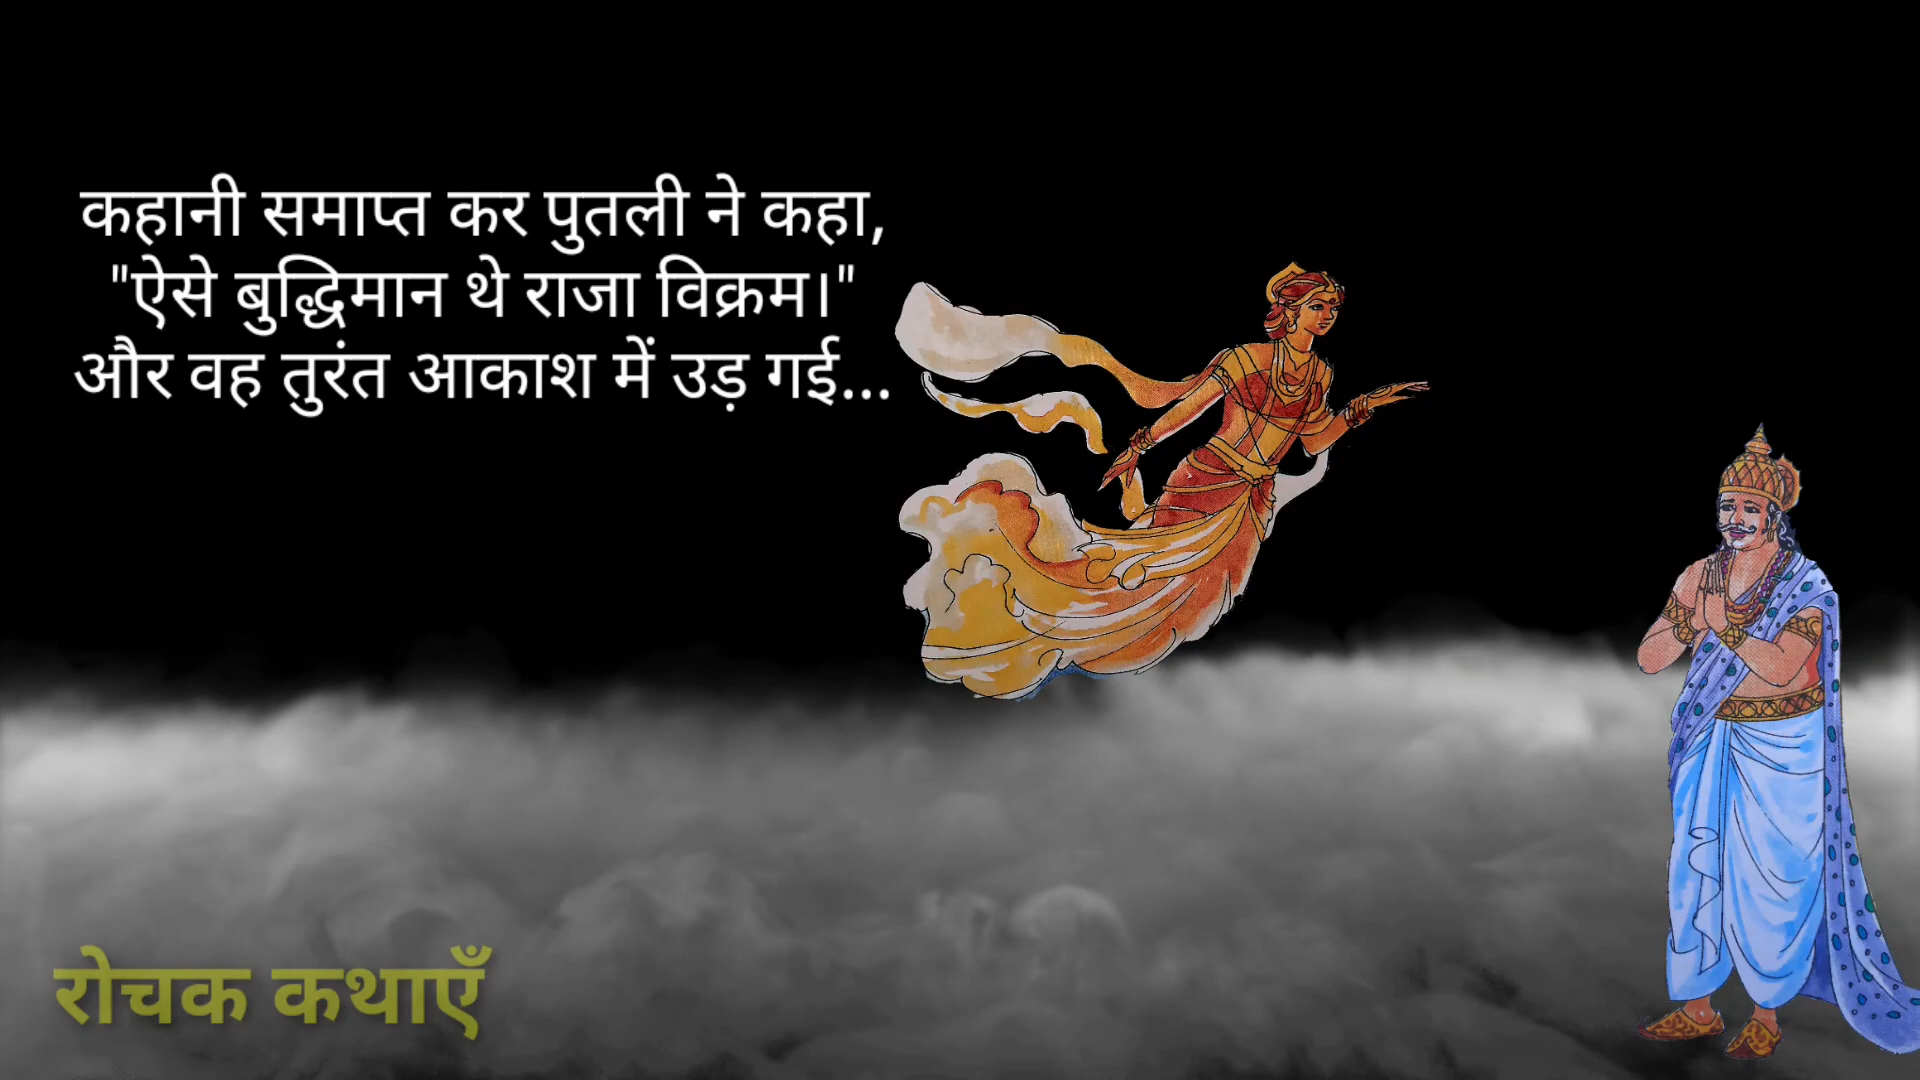 कहानी समाप्त कर पुतली ने कहा,
"ऐसे बुद्धिमान थे राजा विक्रम।"
और वह तुरंत आकाश में उड़ गई...
रोचक कथाएँ